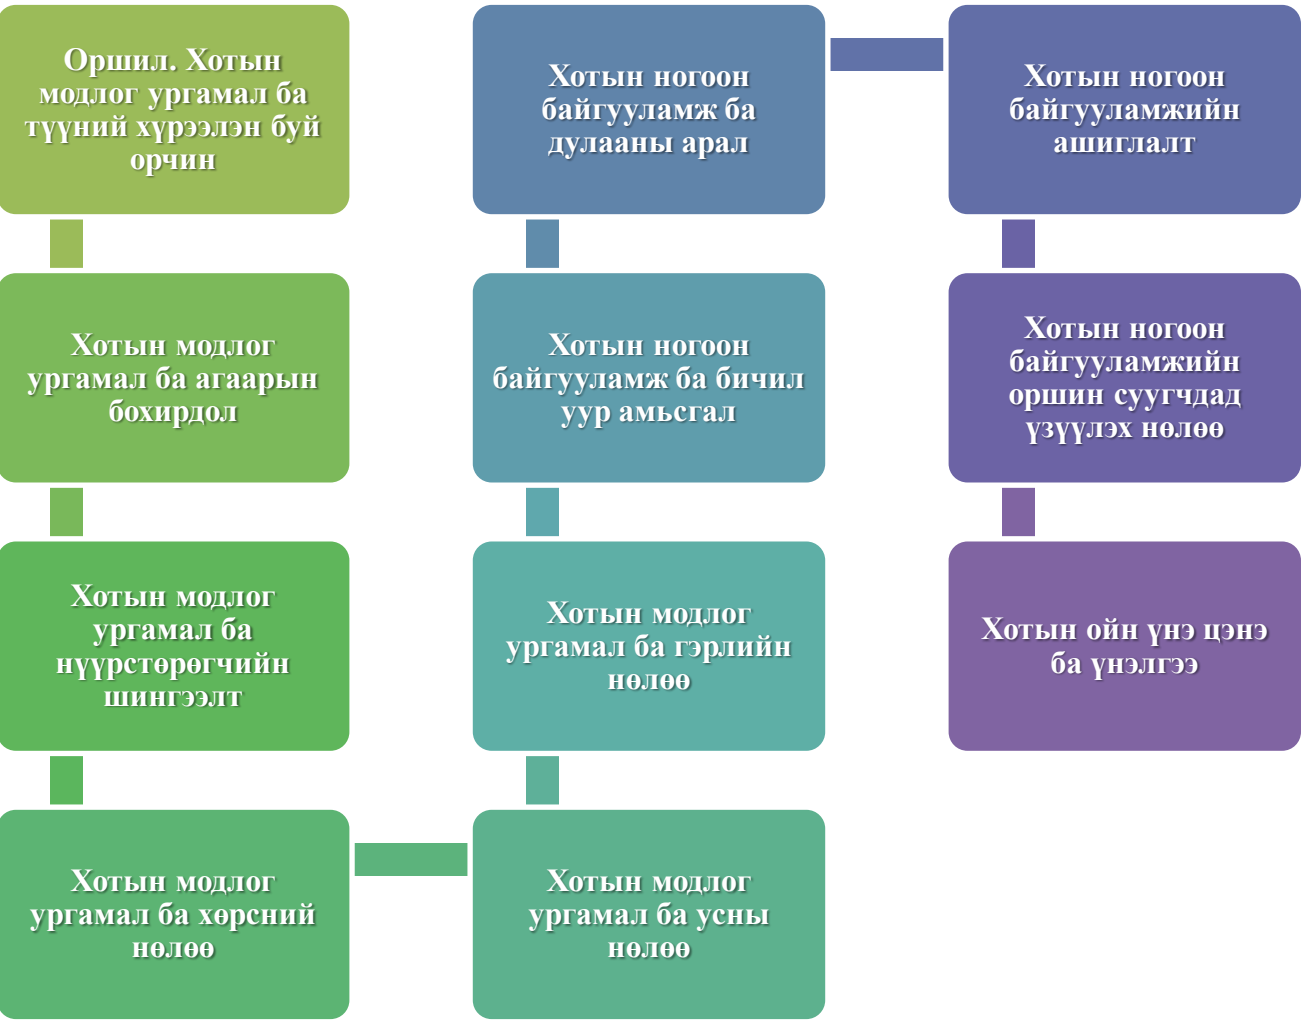 Оршил. Хотын
модлог ургамал ба
түүний хүрээлэн буй
орчин
Хотын модлог
ургамал ба агаарын
бохирдол
Хотын модлог
ургамал ба
нүүрстөрөгчийн
шингээлт
Хотын модлог
ургамал ба хөрсний
нөлөө
Хотын модлог
ургамал ба усны
нөлөө
Хотын модлог
ургамал ба гэрлийн
нөлөө
Хотын ногоон
байгууламж ба бичил
уур амьсгал
Хотын ногоон
байгууламж ба
дулааны арал
Хотын ногоон
байгууламжийн
ашиглалт
Хотын ногоон
байгууламжийн
оршин суугчдад
үзүүлэх нөлөө
Хотын ойн үнэ цэнэ
ба үнэлгээ